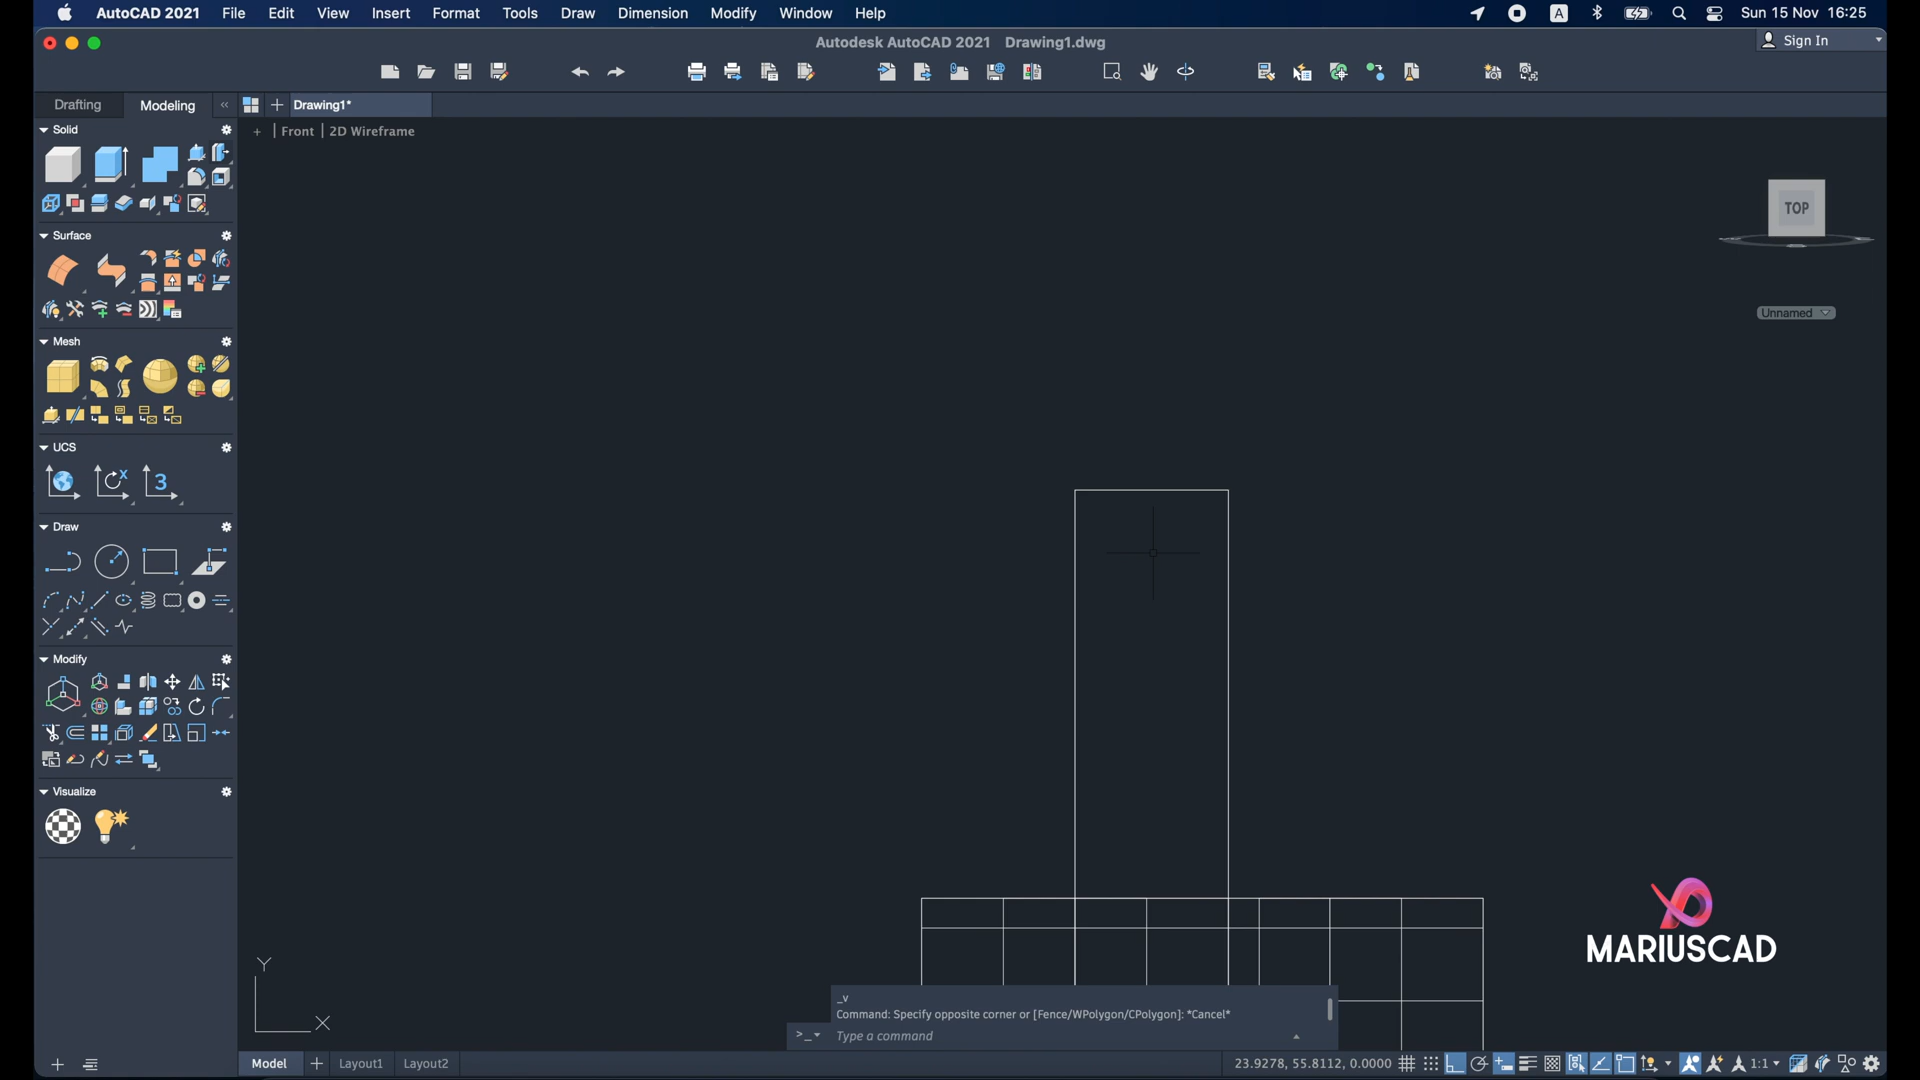 AutoCAD 2021 File Edit View Insert Format Tools Draw Dimension Modify Window Help A Sun 15 Nov 16:25
Autodesk AutoCAD 2021 Drawing1.dwg
Sign In
Drafting Modeling Drawing1*
Solid
+ | Front | 2D Wireframe
TOP
Surface
Unnamed
Mesh
UCS
X
3
Draw
Modify
Visualize
MARIUSCAD
Y
X
_v
Command: Specify opposite corner or [Fence/WPolygon/CPolygon]: *Cancel*
>_ Type a command
Model Layout1 Layout2 23.9278, 55.8112, 0.0000 1:1